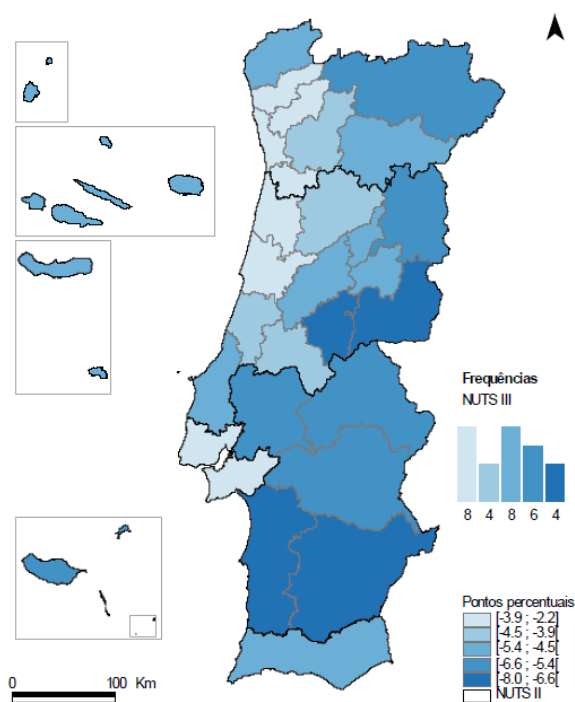 Frequências
NUTS III
8 4 8 6 4
Pontos percentuais
[-3.9 ; -2.2]
[-4.5 ; -3.9[
[-5.4 ; -4.5[
[-6.6 ; -5.4[
[-8.0 ; -6.6[
NUTS II
0 100 Km